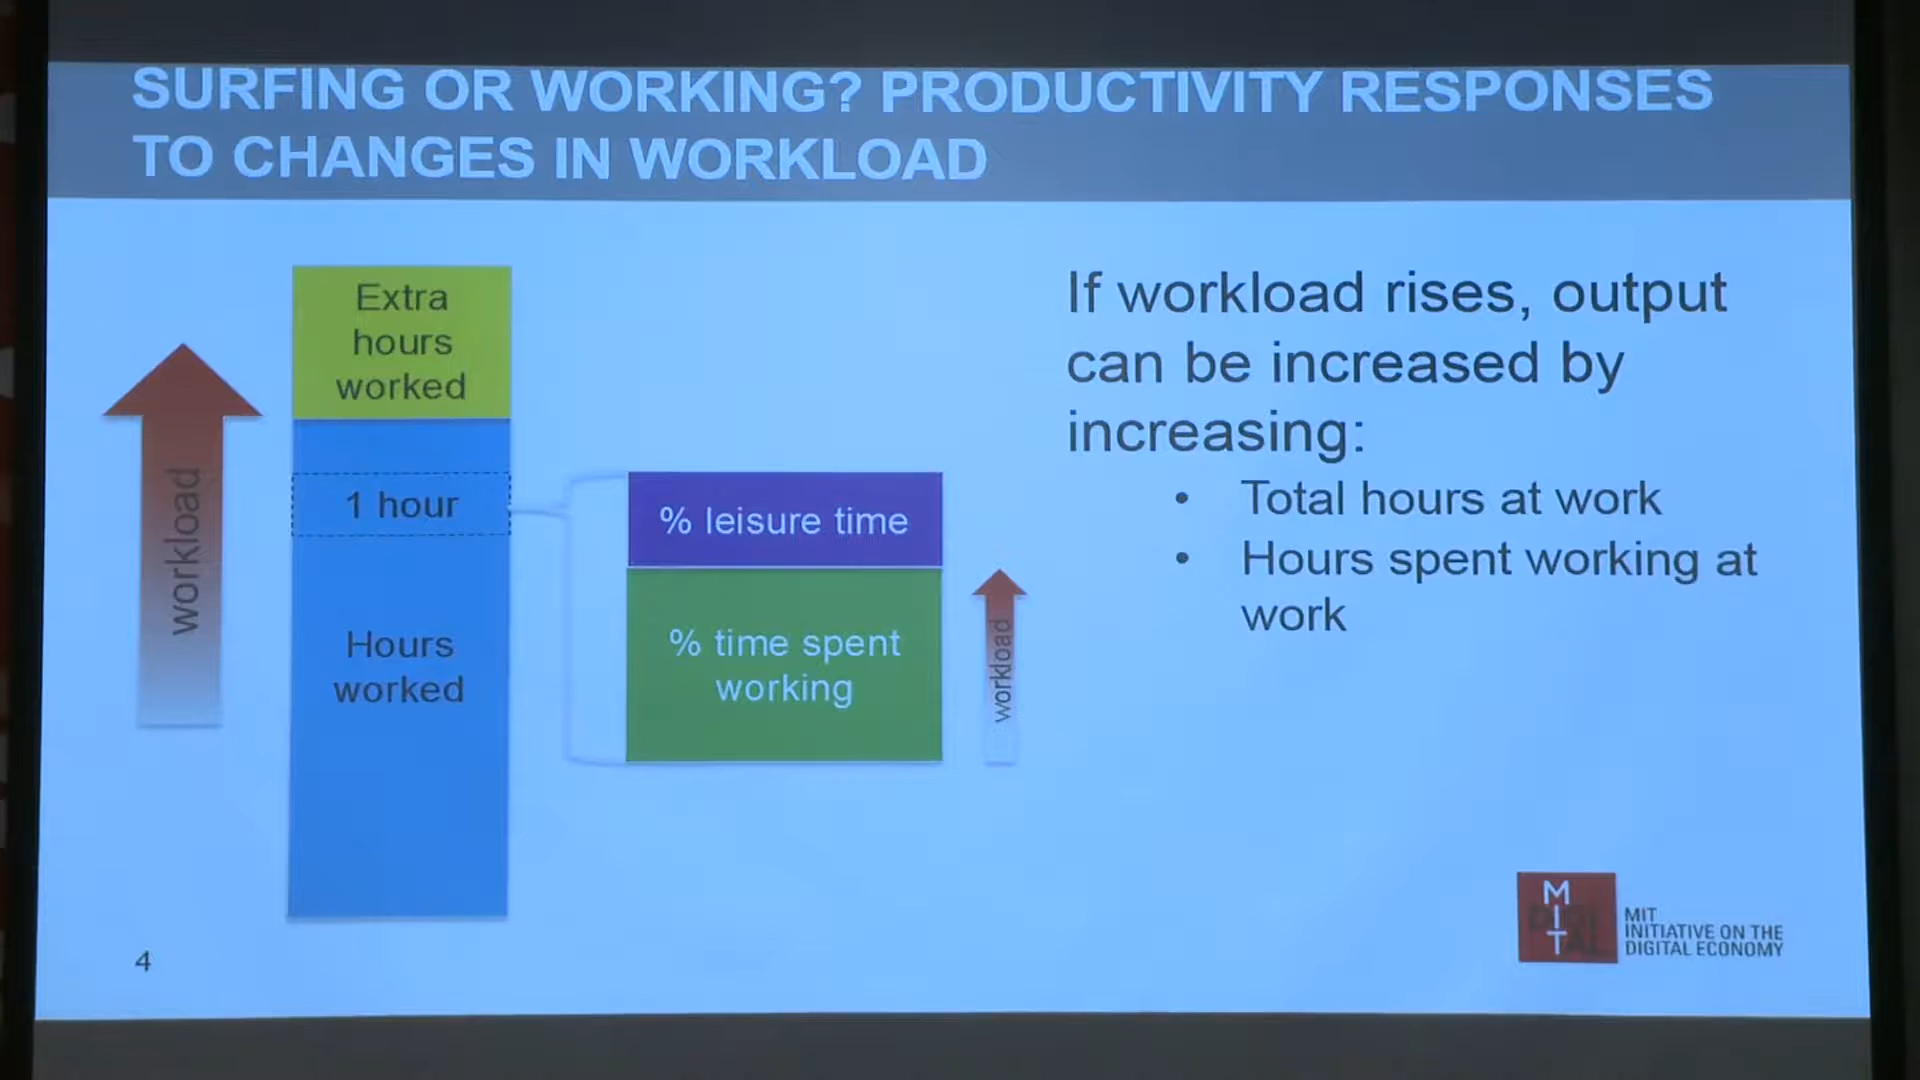 SURFING OR WORKING? PRODUCTIVITY RESPONSES
TO CHANGES IN WORKLOAD
workload
Extra
hours
worked
1 hour
Hours
worked
% leisure time
% time spent
working
workload
If workload rises, output
can be increased by
increasing:
• Total hours at work
• Hours spent working at
work
4
MIT
DIGITAL
MIT
INITIATIVE ON THE
DIGITAL ECONOMY